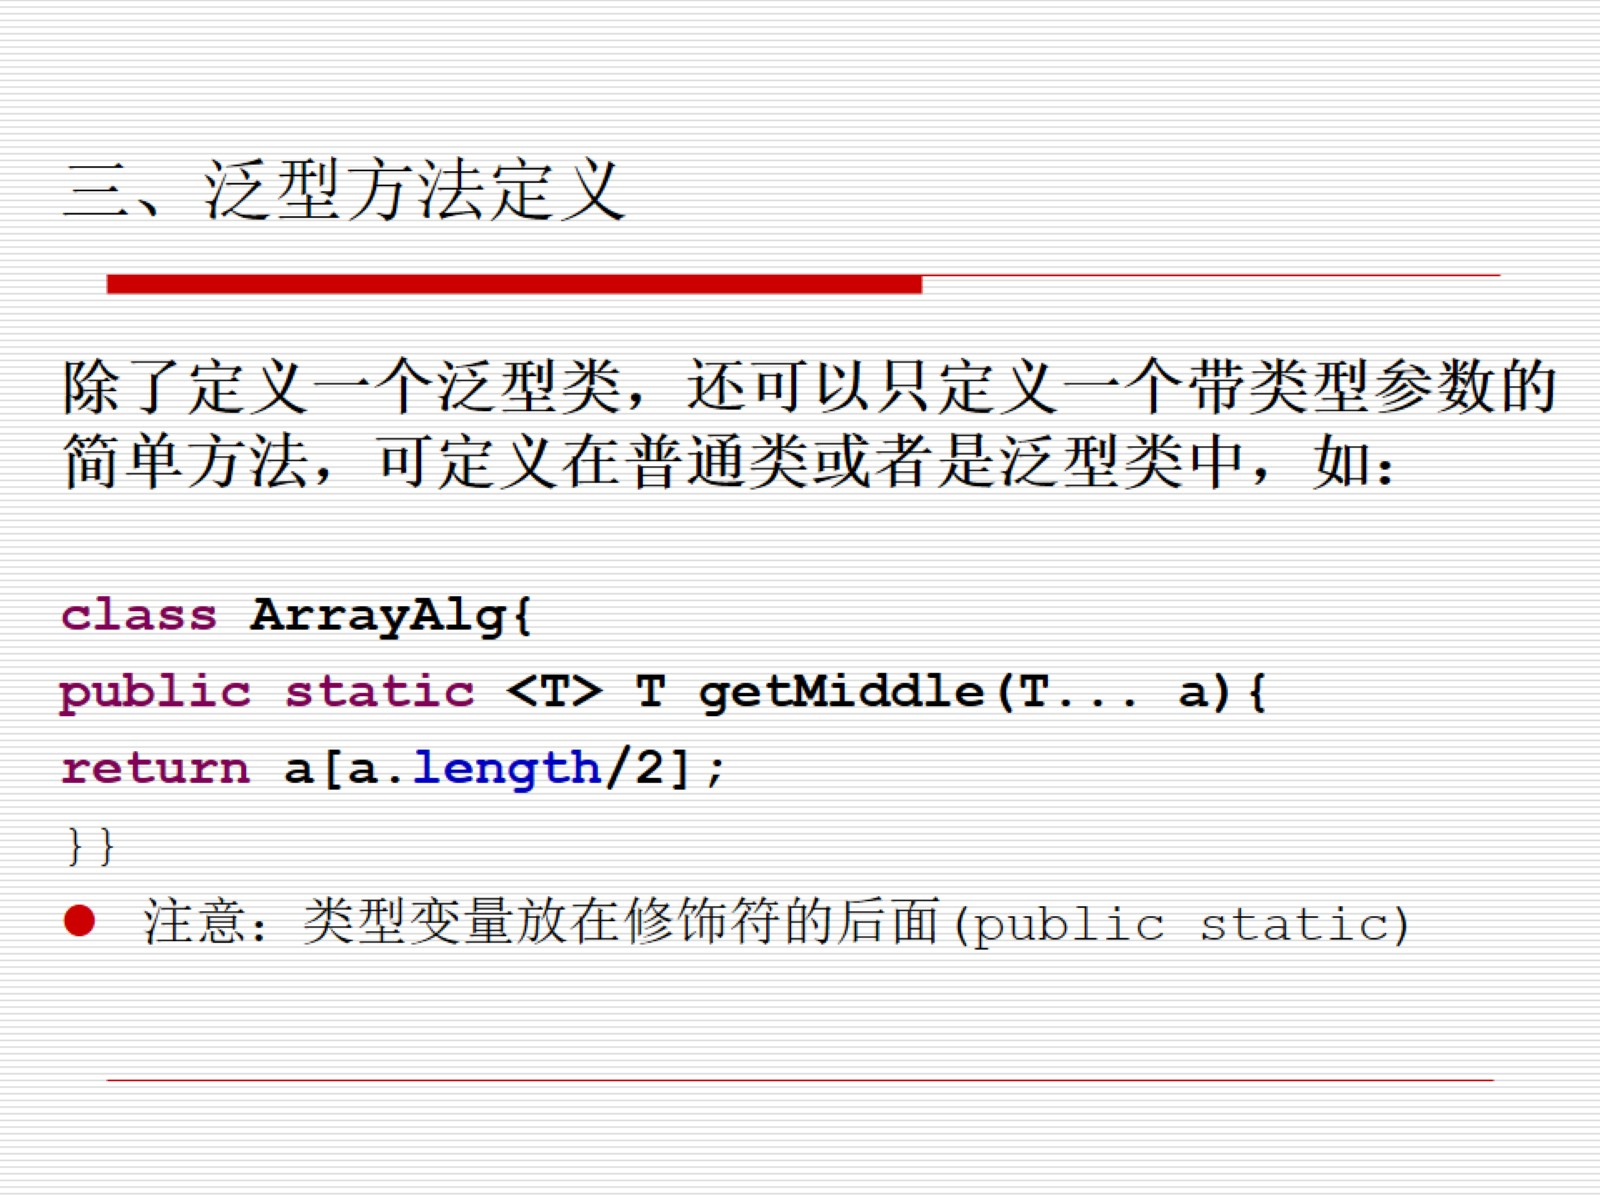 三、泛型方法定义
除了定义一个泛型类，还可以只定义一个带类型参数的
简单方法，可定义在普通类或者是泛型类中，如：
class ArrayAlg{
public static <T> T getMiddle(T... a){
return a[a.length/2];
}}
● 注意：类型变量放在修饰符的后面(public static)